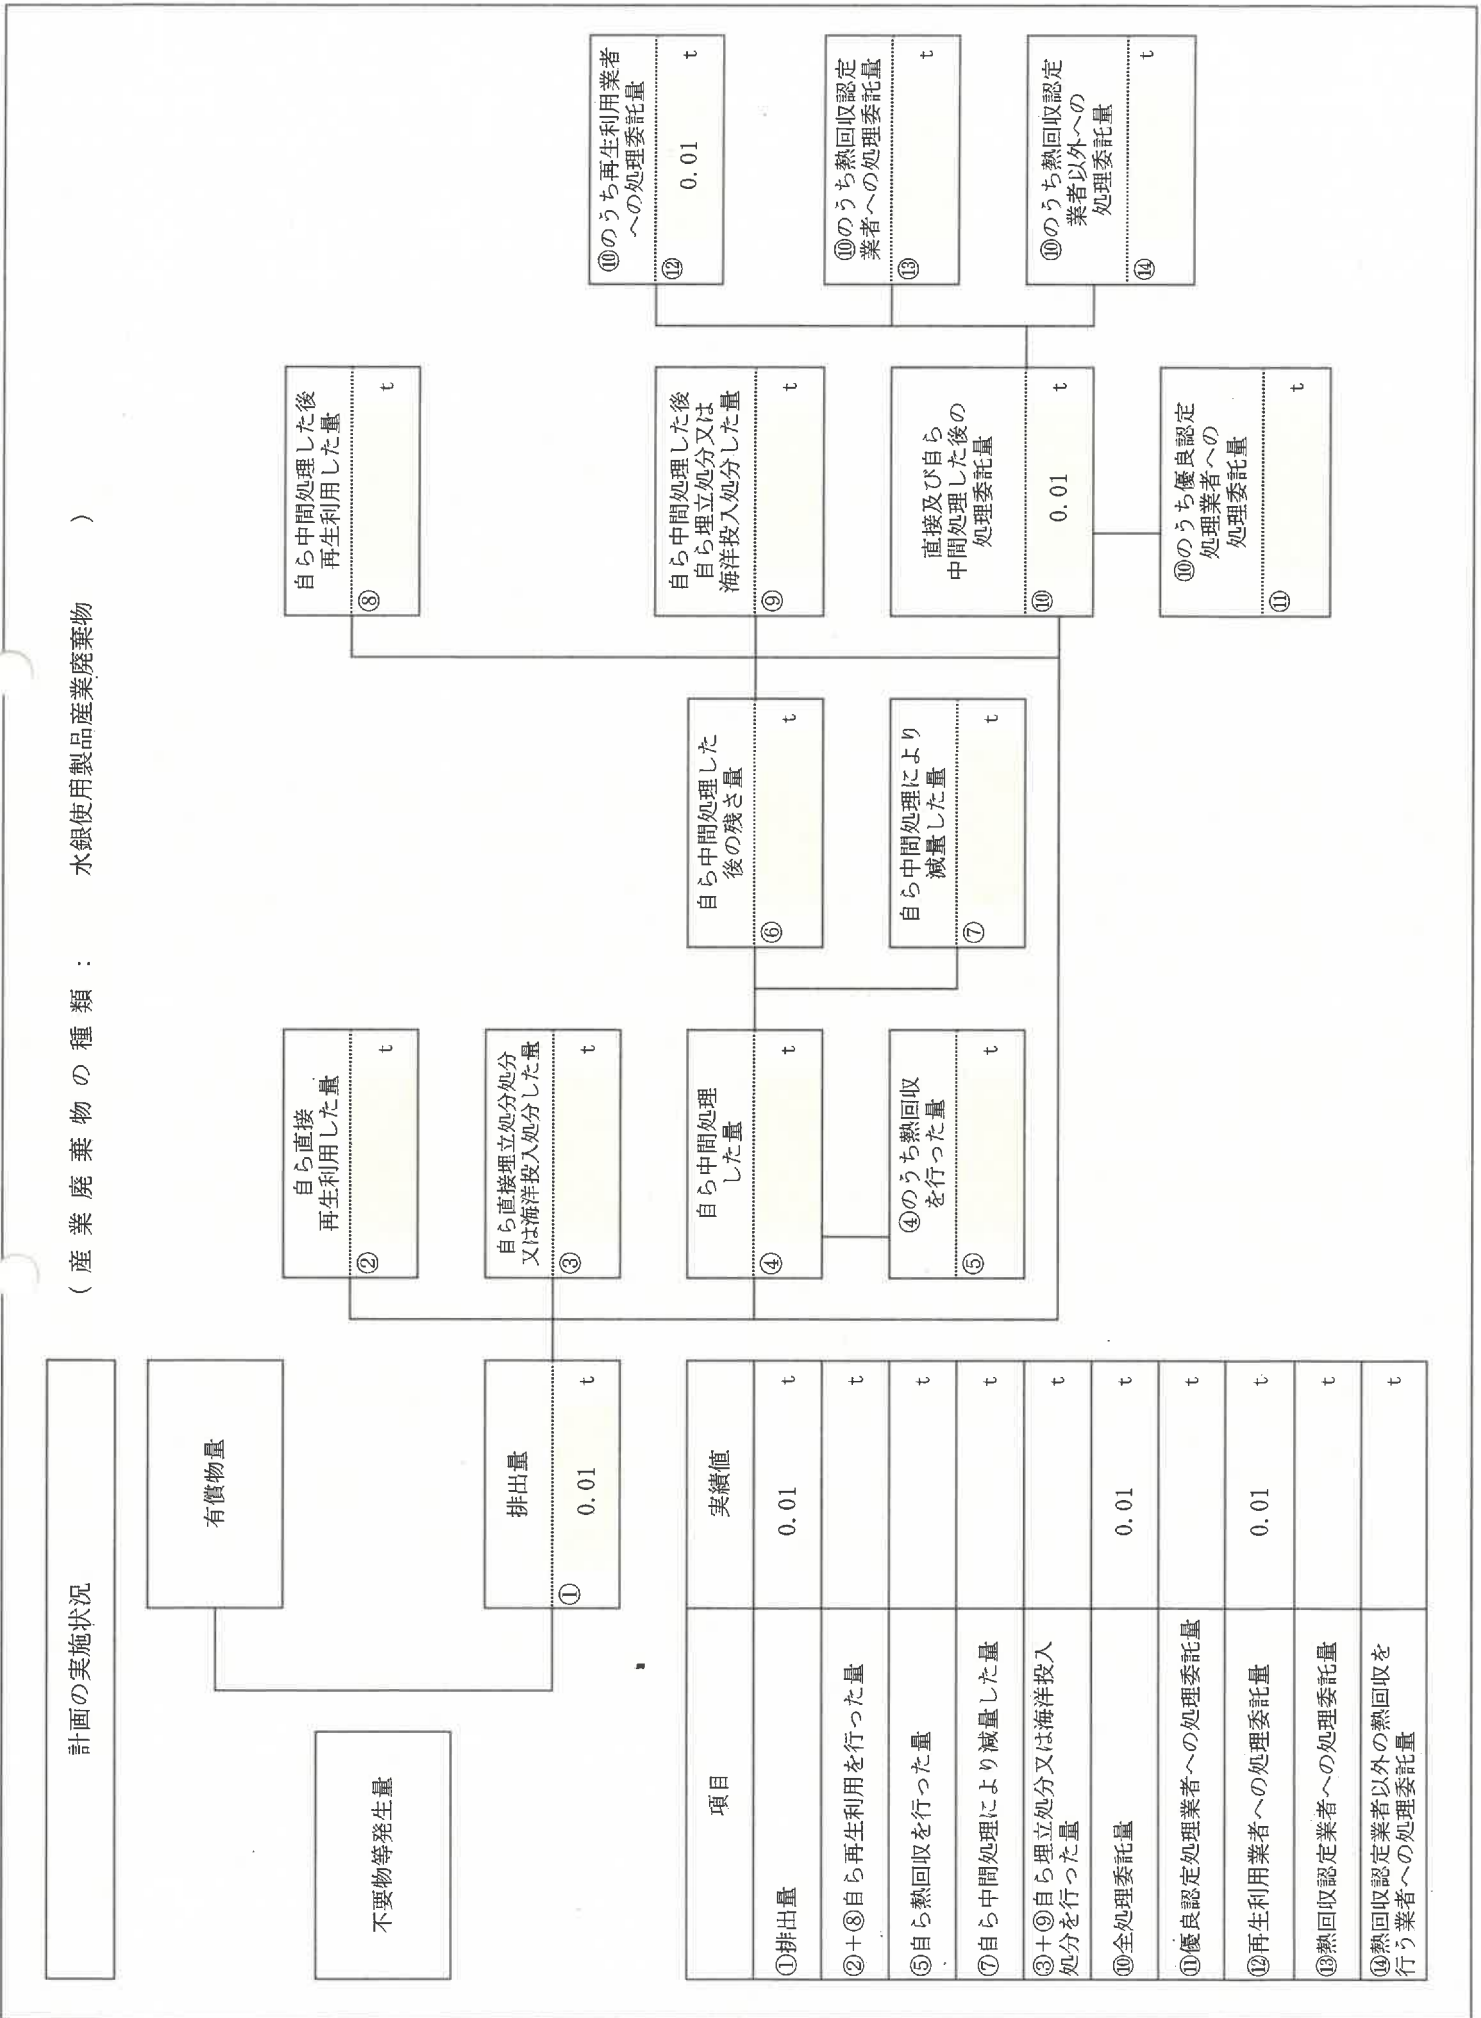 計画の実施状況
（産業廃棄物の種類： 水銀使用製品産業廃棄物 ）
不要物等発生量
有償物量
排出量
① 0.01 t
自ら直接
再生利用した量
② t
自ら直接埋立処分処分
又は海洋投入処分した量
③ t
自ら中間処理
した量
④ t
④のうち熱回収
を行った量
⑤ t
自ら中間処理した
後の残さ量
⑥ t
自ら中間処理により
減量した量
⑦ t
自ら中間処理した後
再生利用した量
⑧ t
自ら中間処理した後
自ら埋立処分又は
海洋投入処分した量
⑨ t
直接及び自ら
中間処理した後の
処理委託量
⑩ 0.01 t
⑩のうち優良認定
処理業者への
処理委託量
⑪ t
⑩のうち再生利用業者
への処理委託量
⑫ 0.01 t
⑩のうち熱回収認定
業者への処理委託量
⑬ t
⑩のうち熱回収認定
業者以外への
処理委託量
⑭ t
項目 実績値
①排出量 0.01 t
②＋⑧自ら再生利用を行った量 t
⑤自ら熱回収を行った量 t
⑦自ら中間処理により減量した量 t
③＋⑨自ら埋立処分又は海洋投入
処分を行った量 t
⑩全処理委託量 0.01 t
⑪優良認定処理業者への処理委託量 t
⑫再生利用業者への処理委託量 0.01 t
⑬熱回収認定業者への処理委託量 t
⑭熱回収認定業者以外の熱回収を
行う業者への処理委託量 t